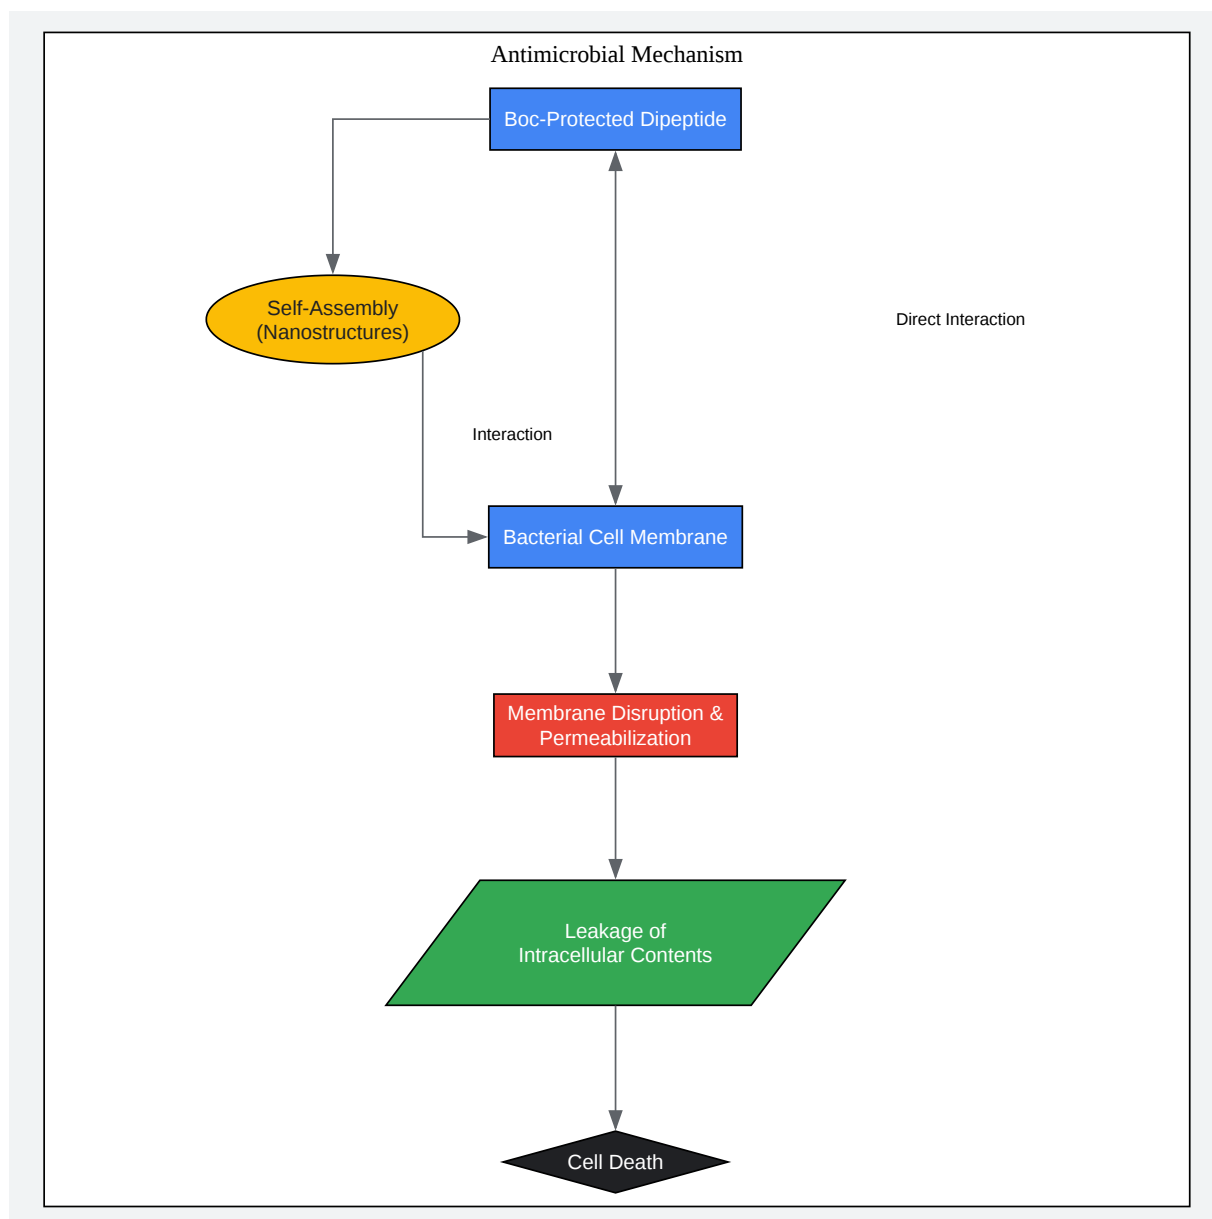 Antimicrobial Mechanism
Boc-Protected Dipeptide
Self-Assembly
(Nanostructures)
Direct Interaction
Interaction
Bacterial Cell Membrane
Membrane Disruption &
Permeabilization
Leakage of
Intracellular Contents
Cell Death